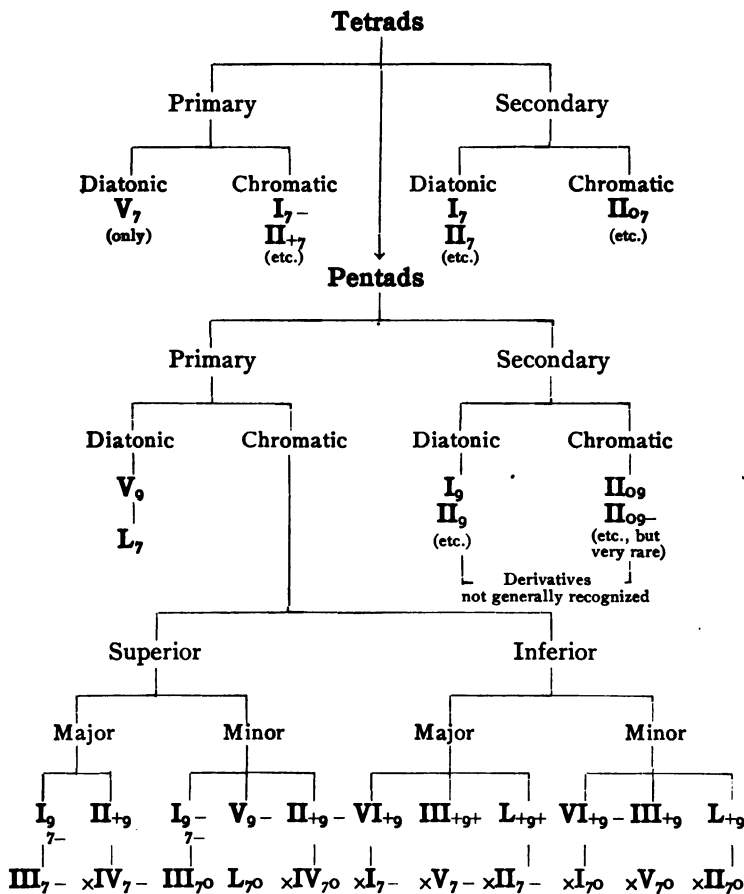 Tetrads
Primary Secondary
Diatonic Chromatic Diatonic Chromatic
V₇ I₇₋ I₇ IIo₇
(only) II₊₇ II₇ (etc.)
(etc.) (etc.)
Pentads
Primary Secondary
Diatonic Chromatic Diatonic Chromatic
V₉ I₉ IIo₉
L₇ II₉ IIo₉₋
(etc.) (etc., but
very rare)
Derivatives
not generally recognized
Superior Inferior
Major Minor Major Minor
I₉ II₊₉ I₉₋ V₉₋ II₊₉₋ VI₊₉ III₊₉₊ L₊₉₊ VI₊₉₋ III₊₉ L₊₉
₇₋ ₇₋
III₇₋ ×IV₇₋ III₇o L₇o ×IV₇o ×I₇₋ ×V₇₋ ×II₇₋ ×I₇o ×V₇o ×II₇o